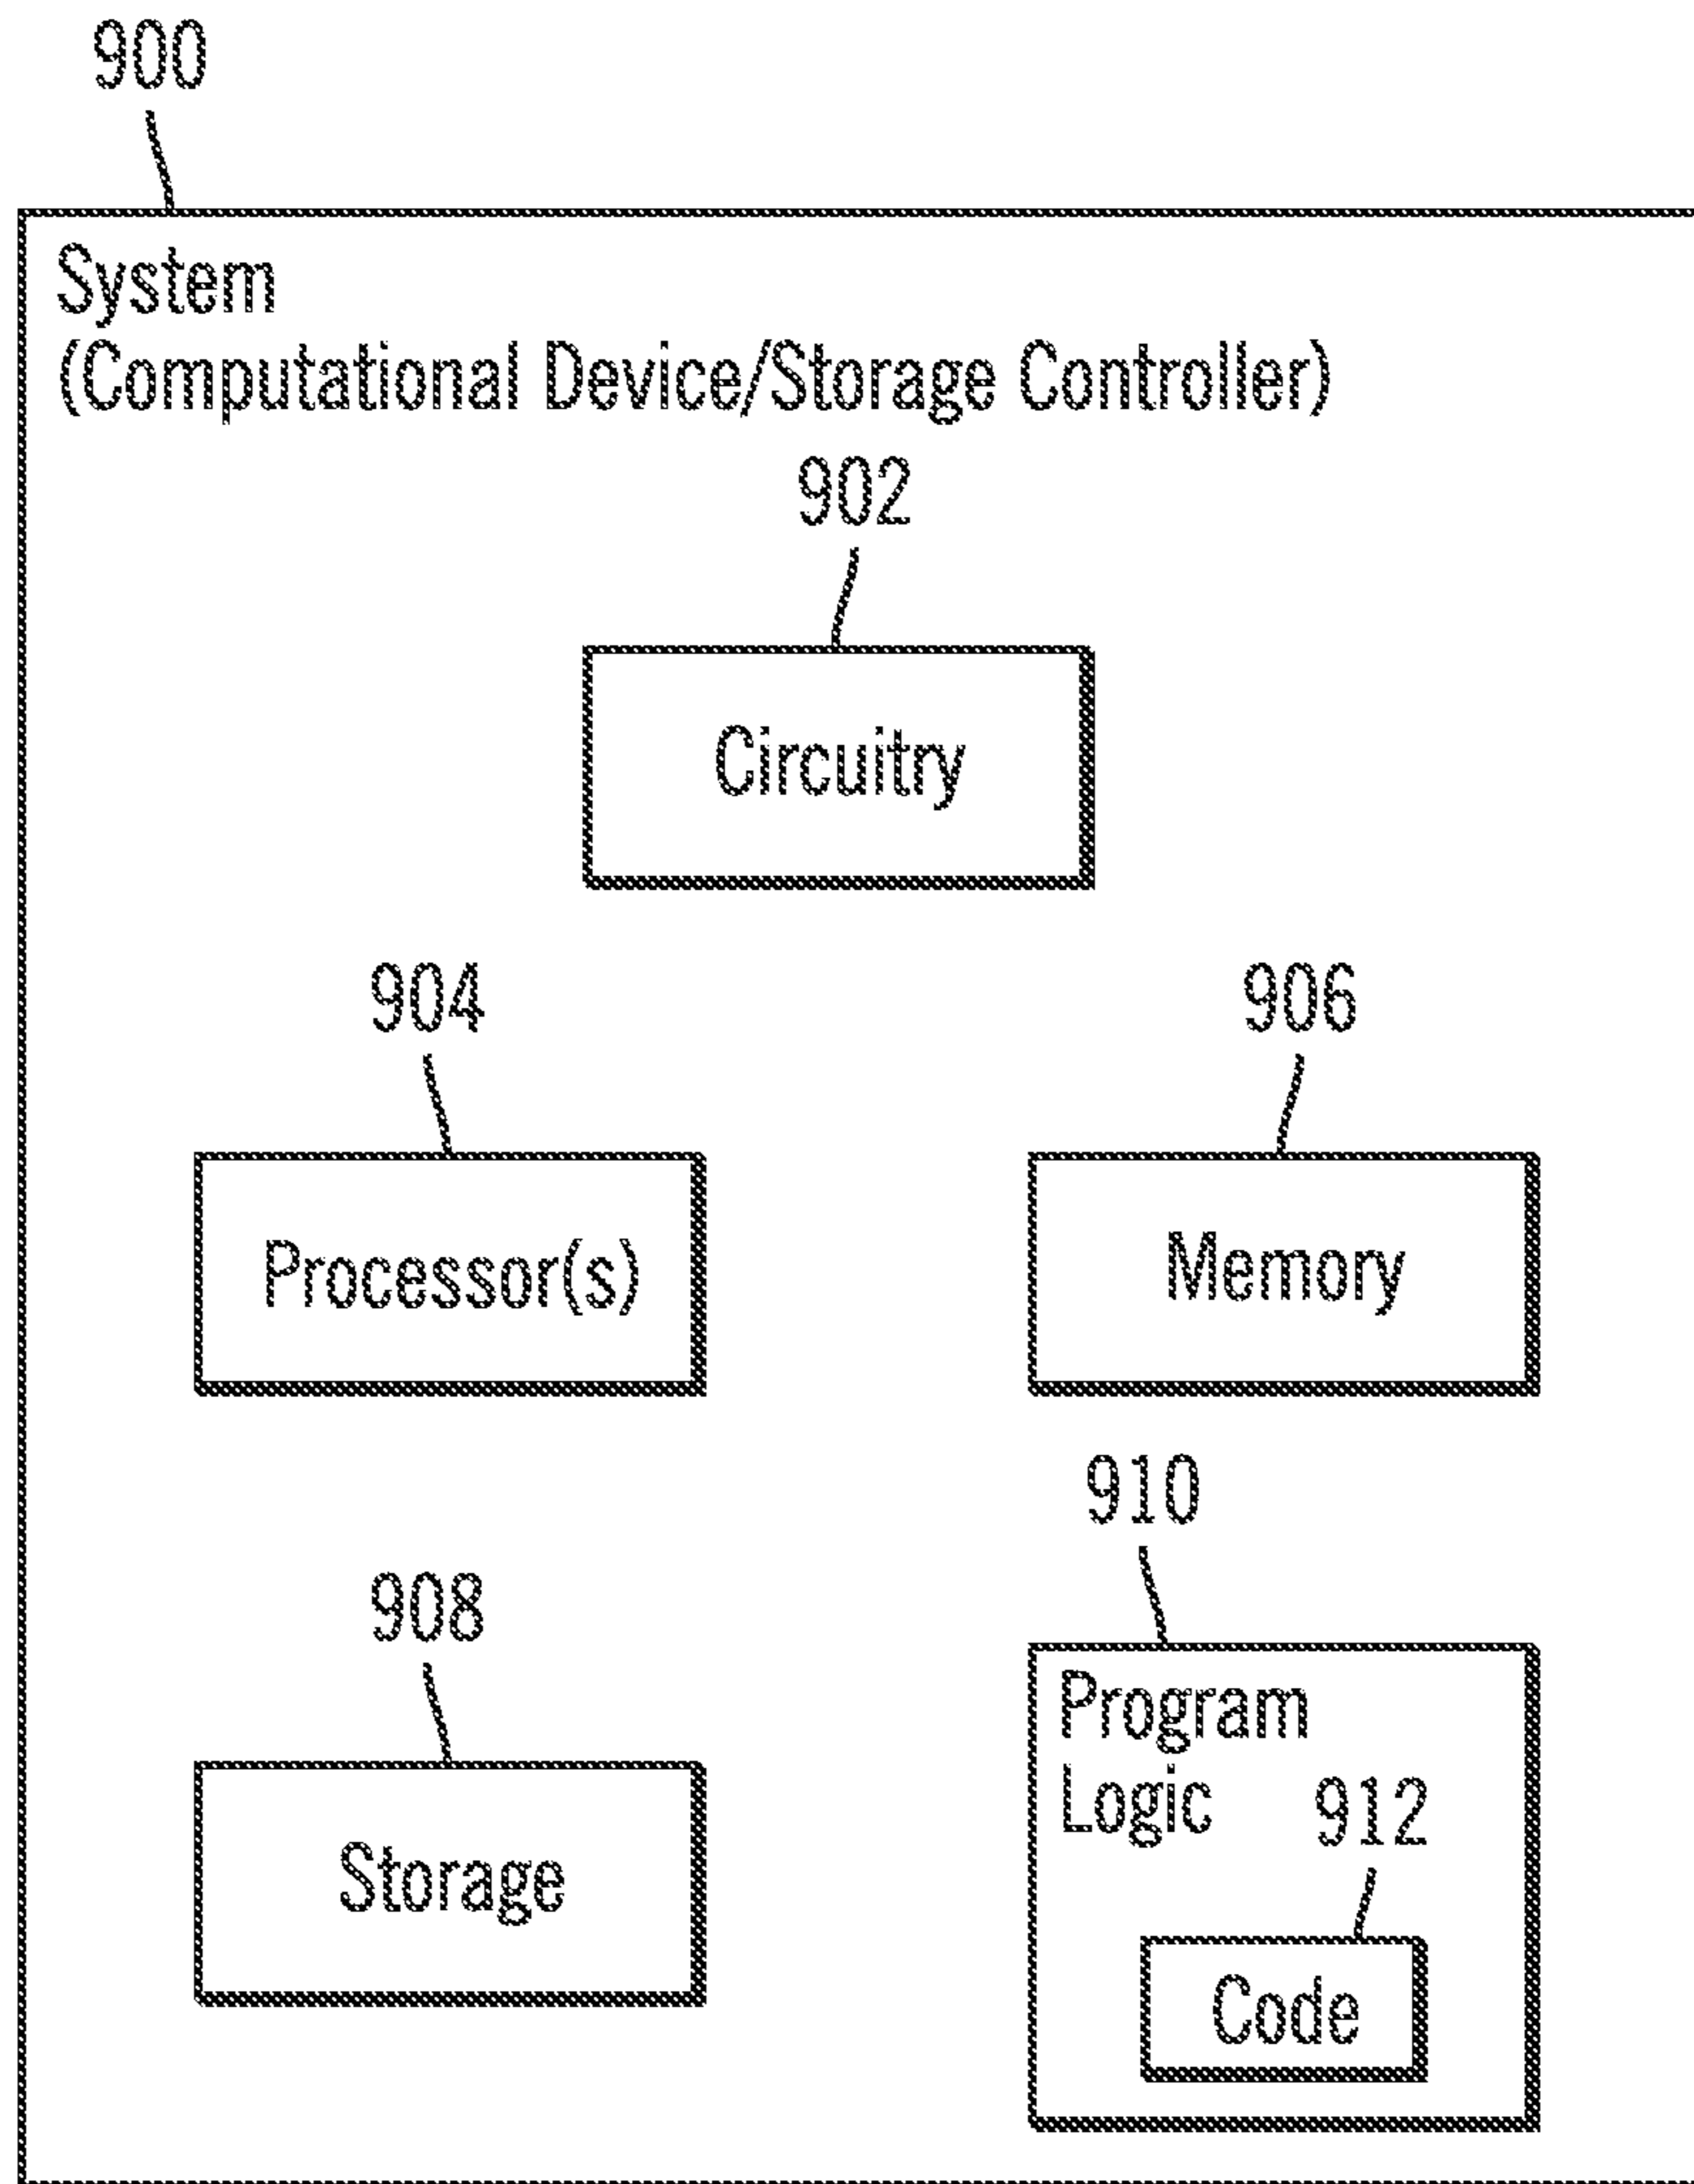 900
System
(Computational Device/Storage Controller)
902
Circuitry
904
906
Processor(s)
Memory
910
908
Program
Logic
912
Storage
Code